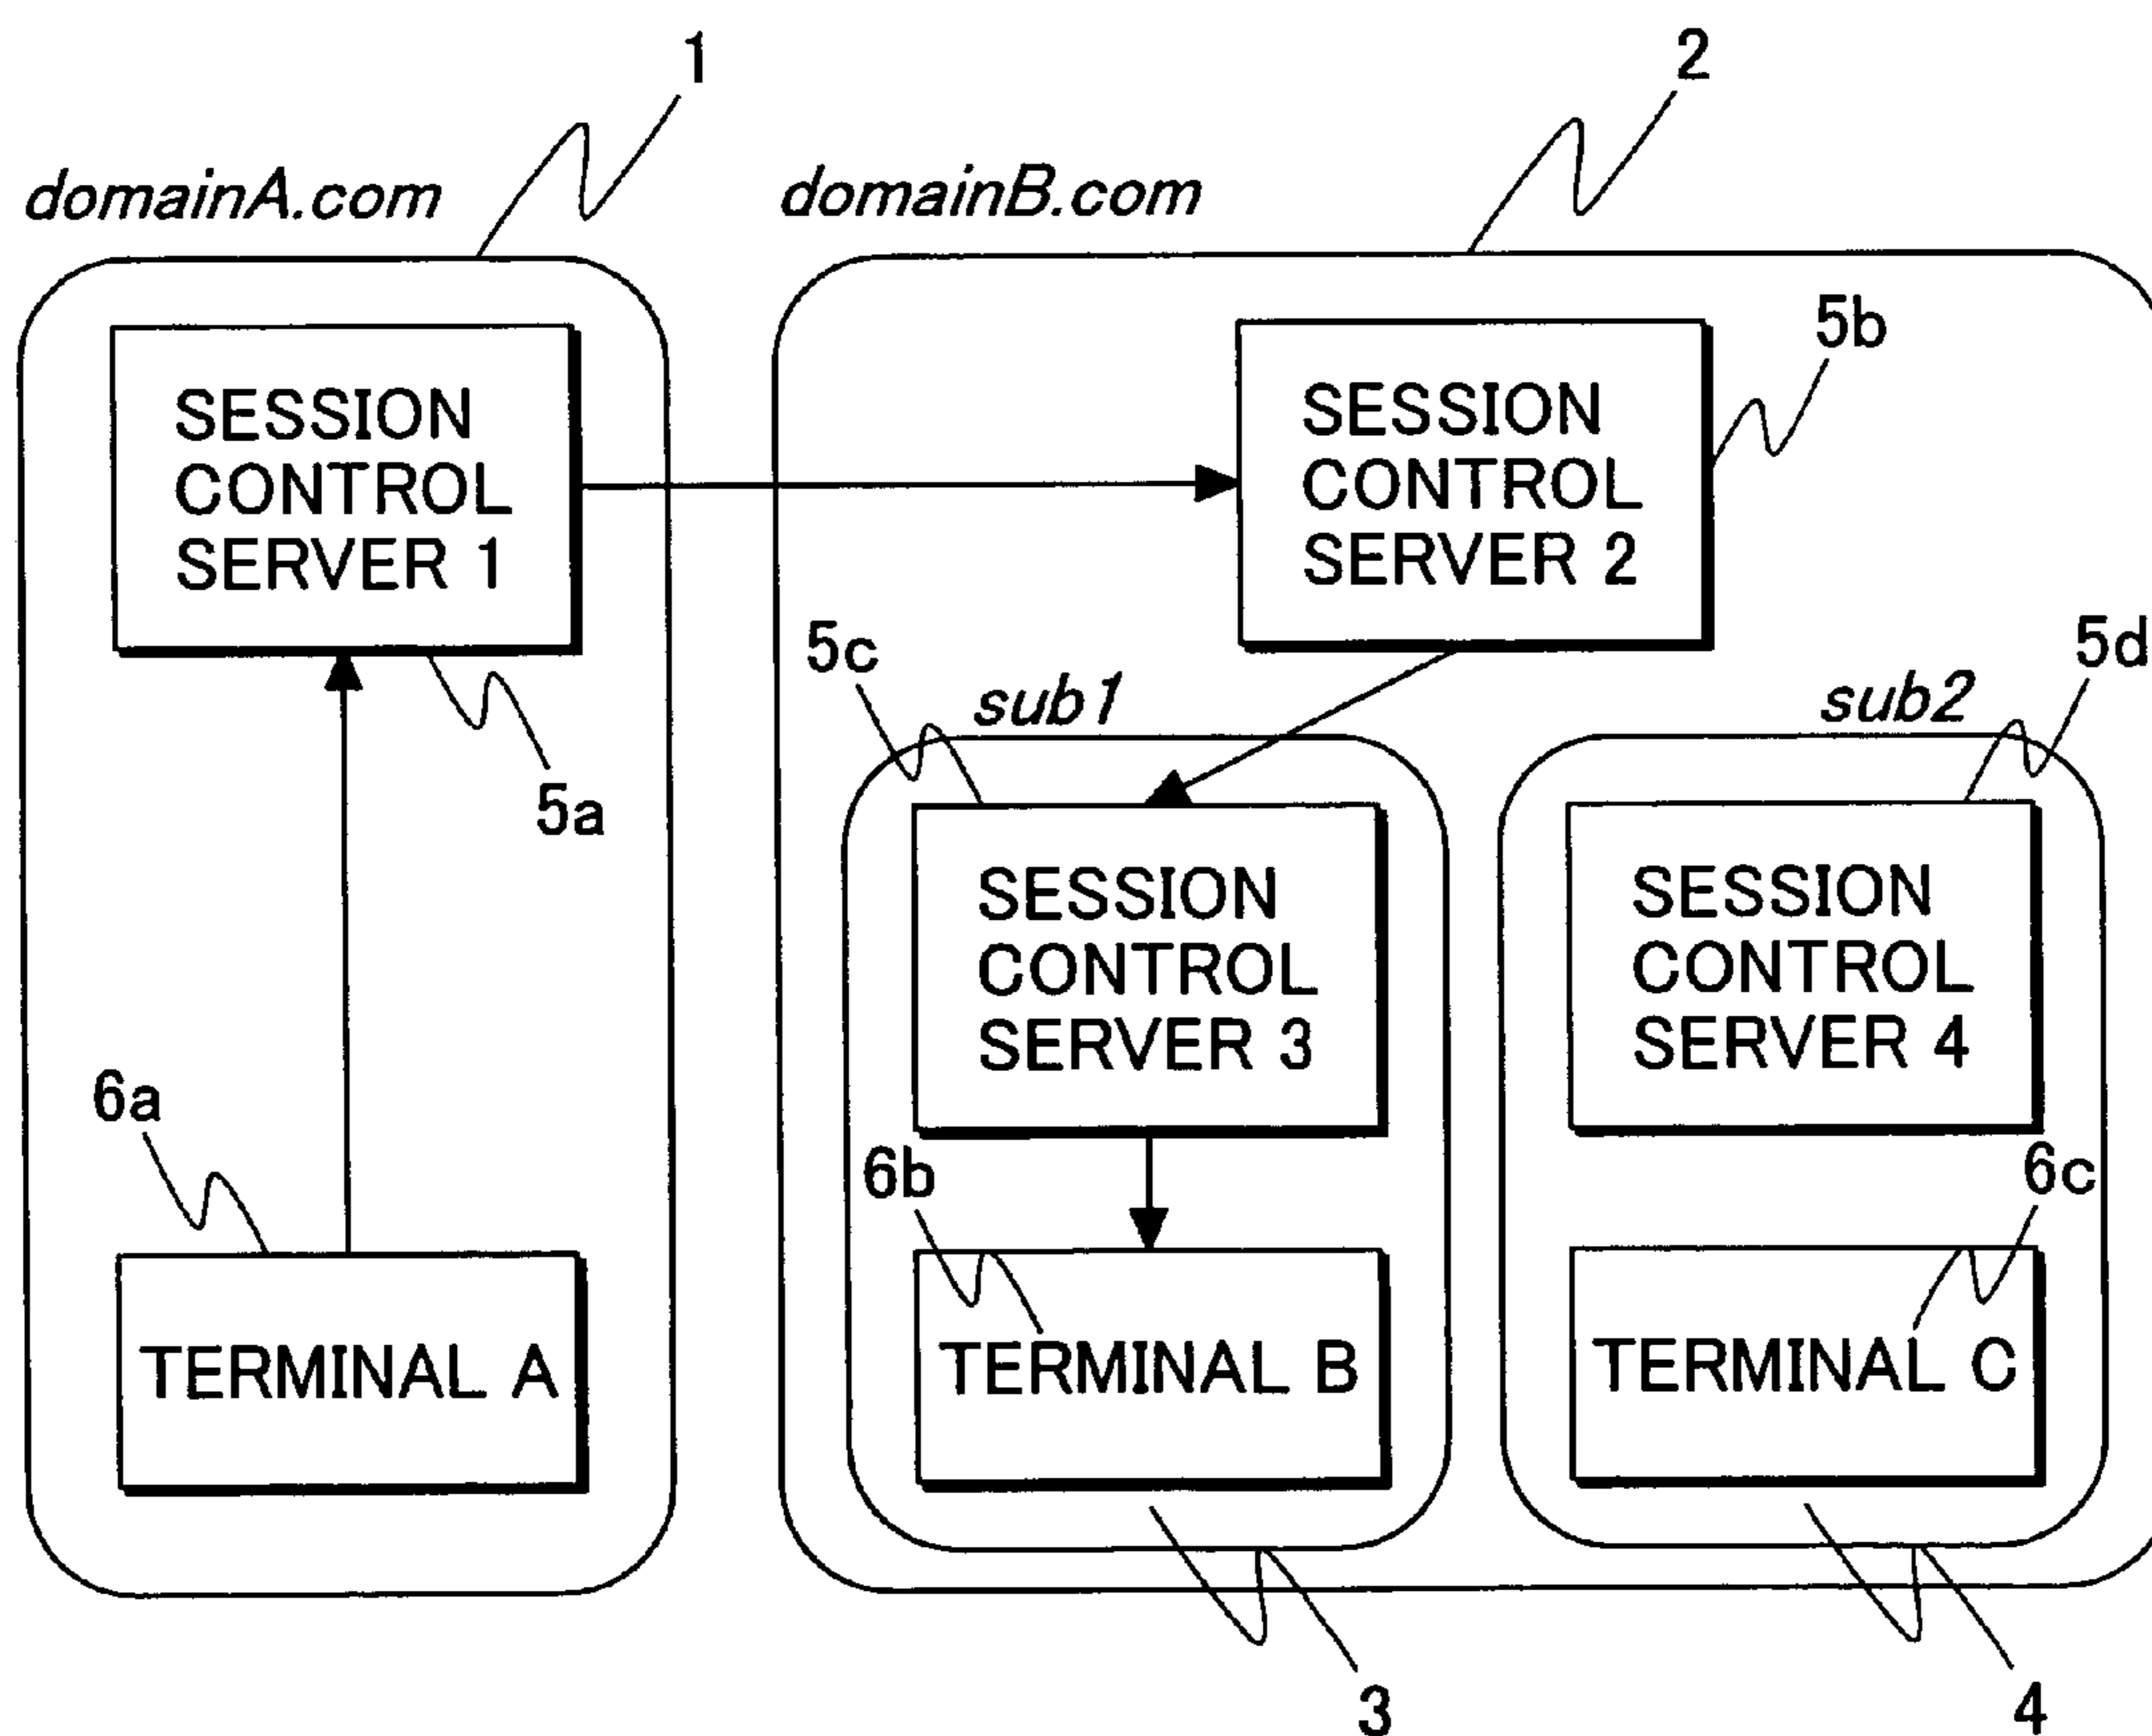 1
2
domainA.com
domainB.com
SESSION
CONTROL
SERVER 1
5a
SESSION
CONTROL
SERVER 2
5b
5c
sub1
sub2
5d
SESSION
CONTROL
SERVER 3
SESSION
CONTROL
SERVER 4
6a
6b
6c
TERMINAL A
TERMINAL B
TERMINAL C
3
4